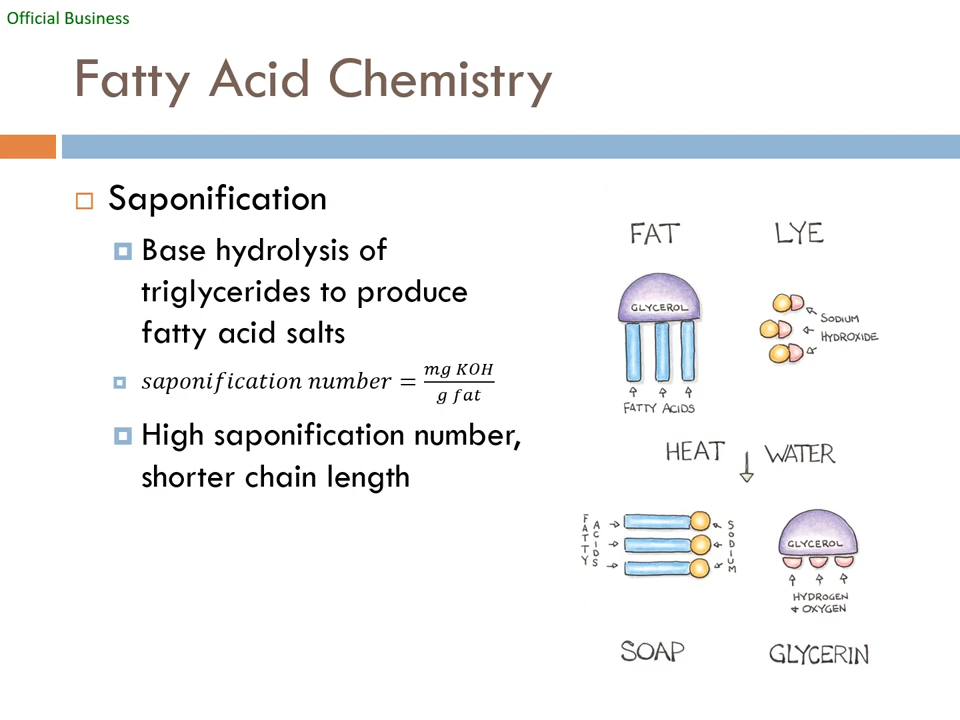 Official Business
Fatty Acid Chemistry
Saponification
Base hydrolysis of
triglycerides to produce
fatty acid salts
saponification number = mg KOH / g fat
High saponification number,
shorter chain length
FAT
LYE
GLYCEROL
SODIUM
HYDROXIDE
FATTY ACIDS
HEAT
WATER
FATTY
ACIDS
SODIUM
GLYCEROL
HYDROGEN
+ OXYGEN
SOAP
GLYCERIN